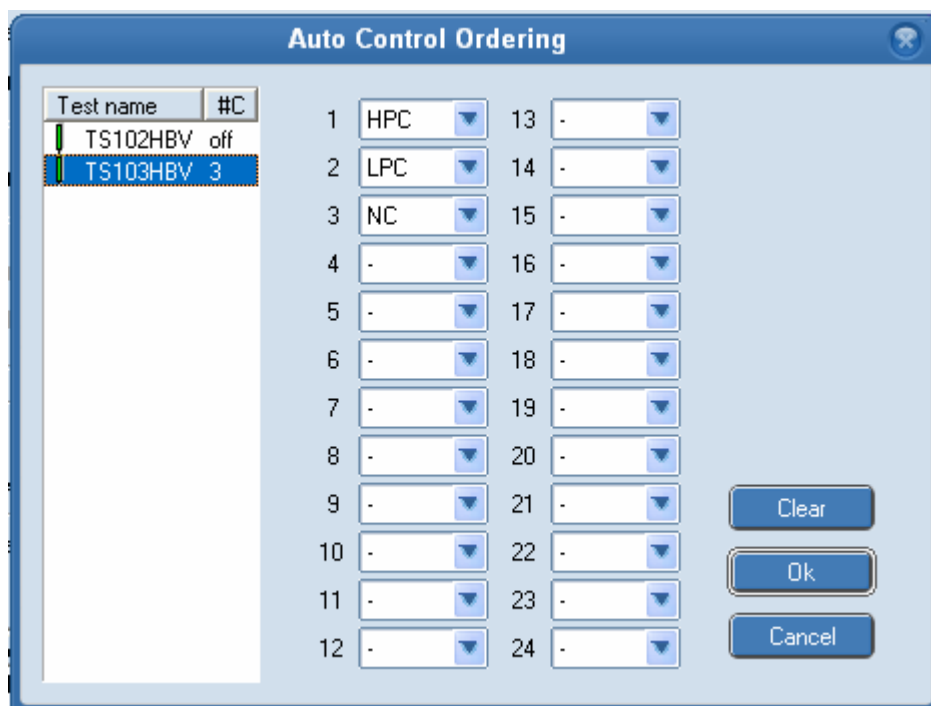 Auto Control Ordering
Test name #C
TS102HBV off
TS103HBV 3
1 HPC 13 -
2 LPC 14 -
3 NC 15 -
4 - 16 -
5 - 17 -
6 - 18 -
7 - 19 -
8 - 20 -
9 - 21 -
10 - 22 -
11 - 23 -
12 - 24 -
Clear
Ok
Cancel